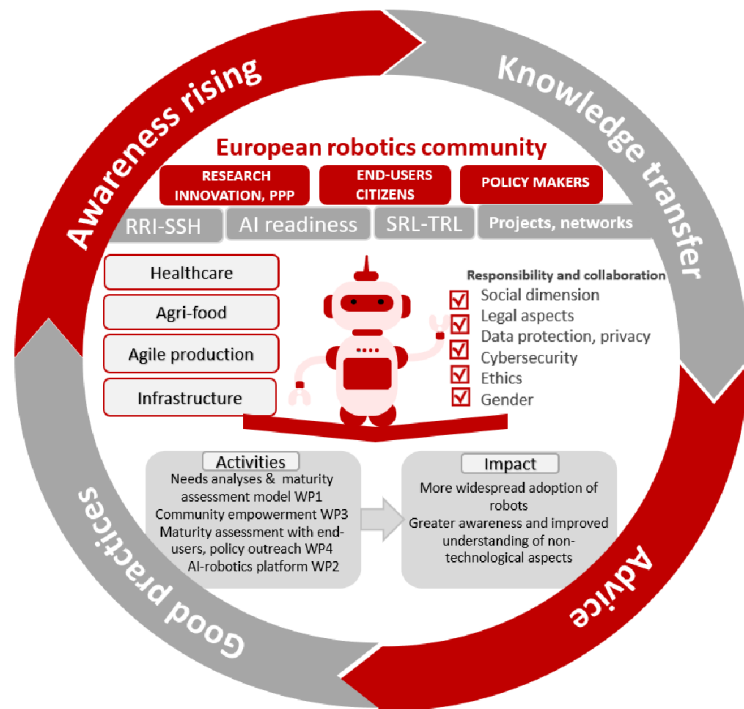 Awareness rising
Knowledge transfer
European robotics community
RESEARCH
INNOVATION, PPP
END-USERS
CITIZENS
POLICY MAKERS
RRI-SSH
AI readiness
SRL-TRL
Projects, networks
Healthcare
Agri-food
Agile production
Infrastructure
Responsibility and collaboration
Social dimension
Legal aspects
Data protection, privacy
Cybersecurity
Ethics
Gender
Activities
Needs analyses & maturity
assessment model WP1
Community empowerment WP3
Maturity assessment with end-
users, policy outreach WP4
AI-robotics platform WP2
Impact
More widespread adoption of
robots
Greater awareness and improved
understanding of non-
technological aspects
Good practices
Advice